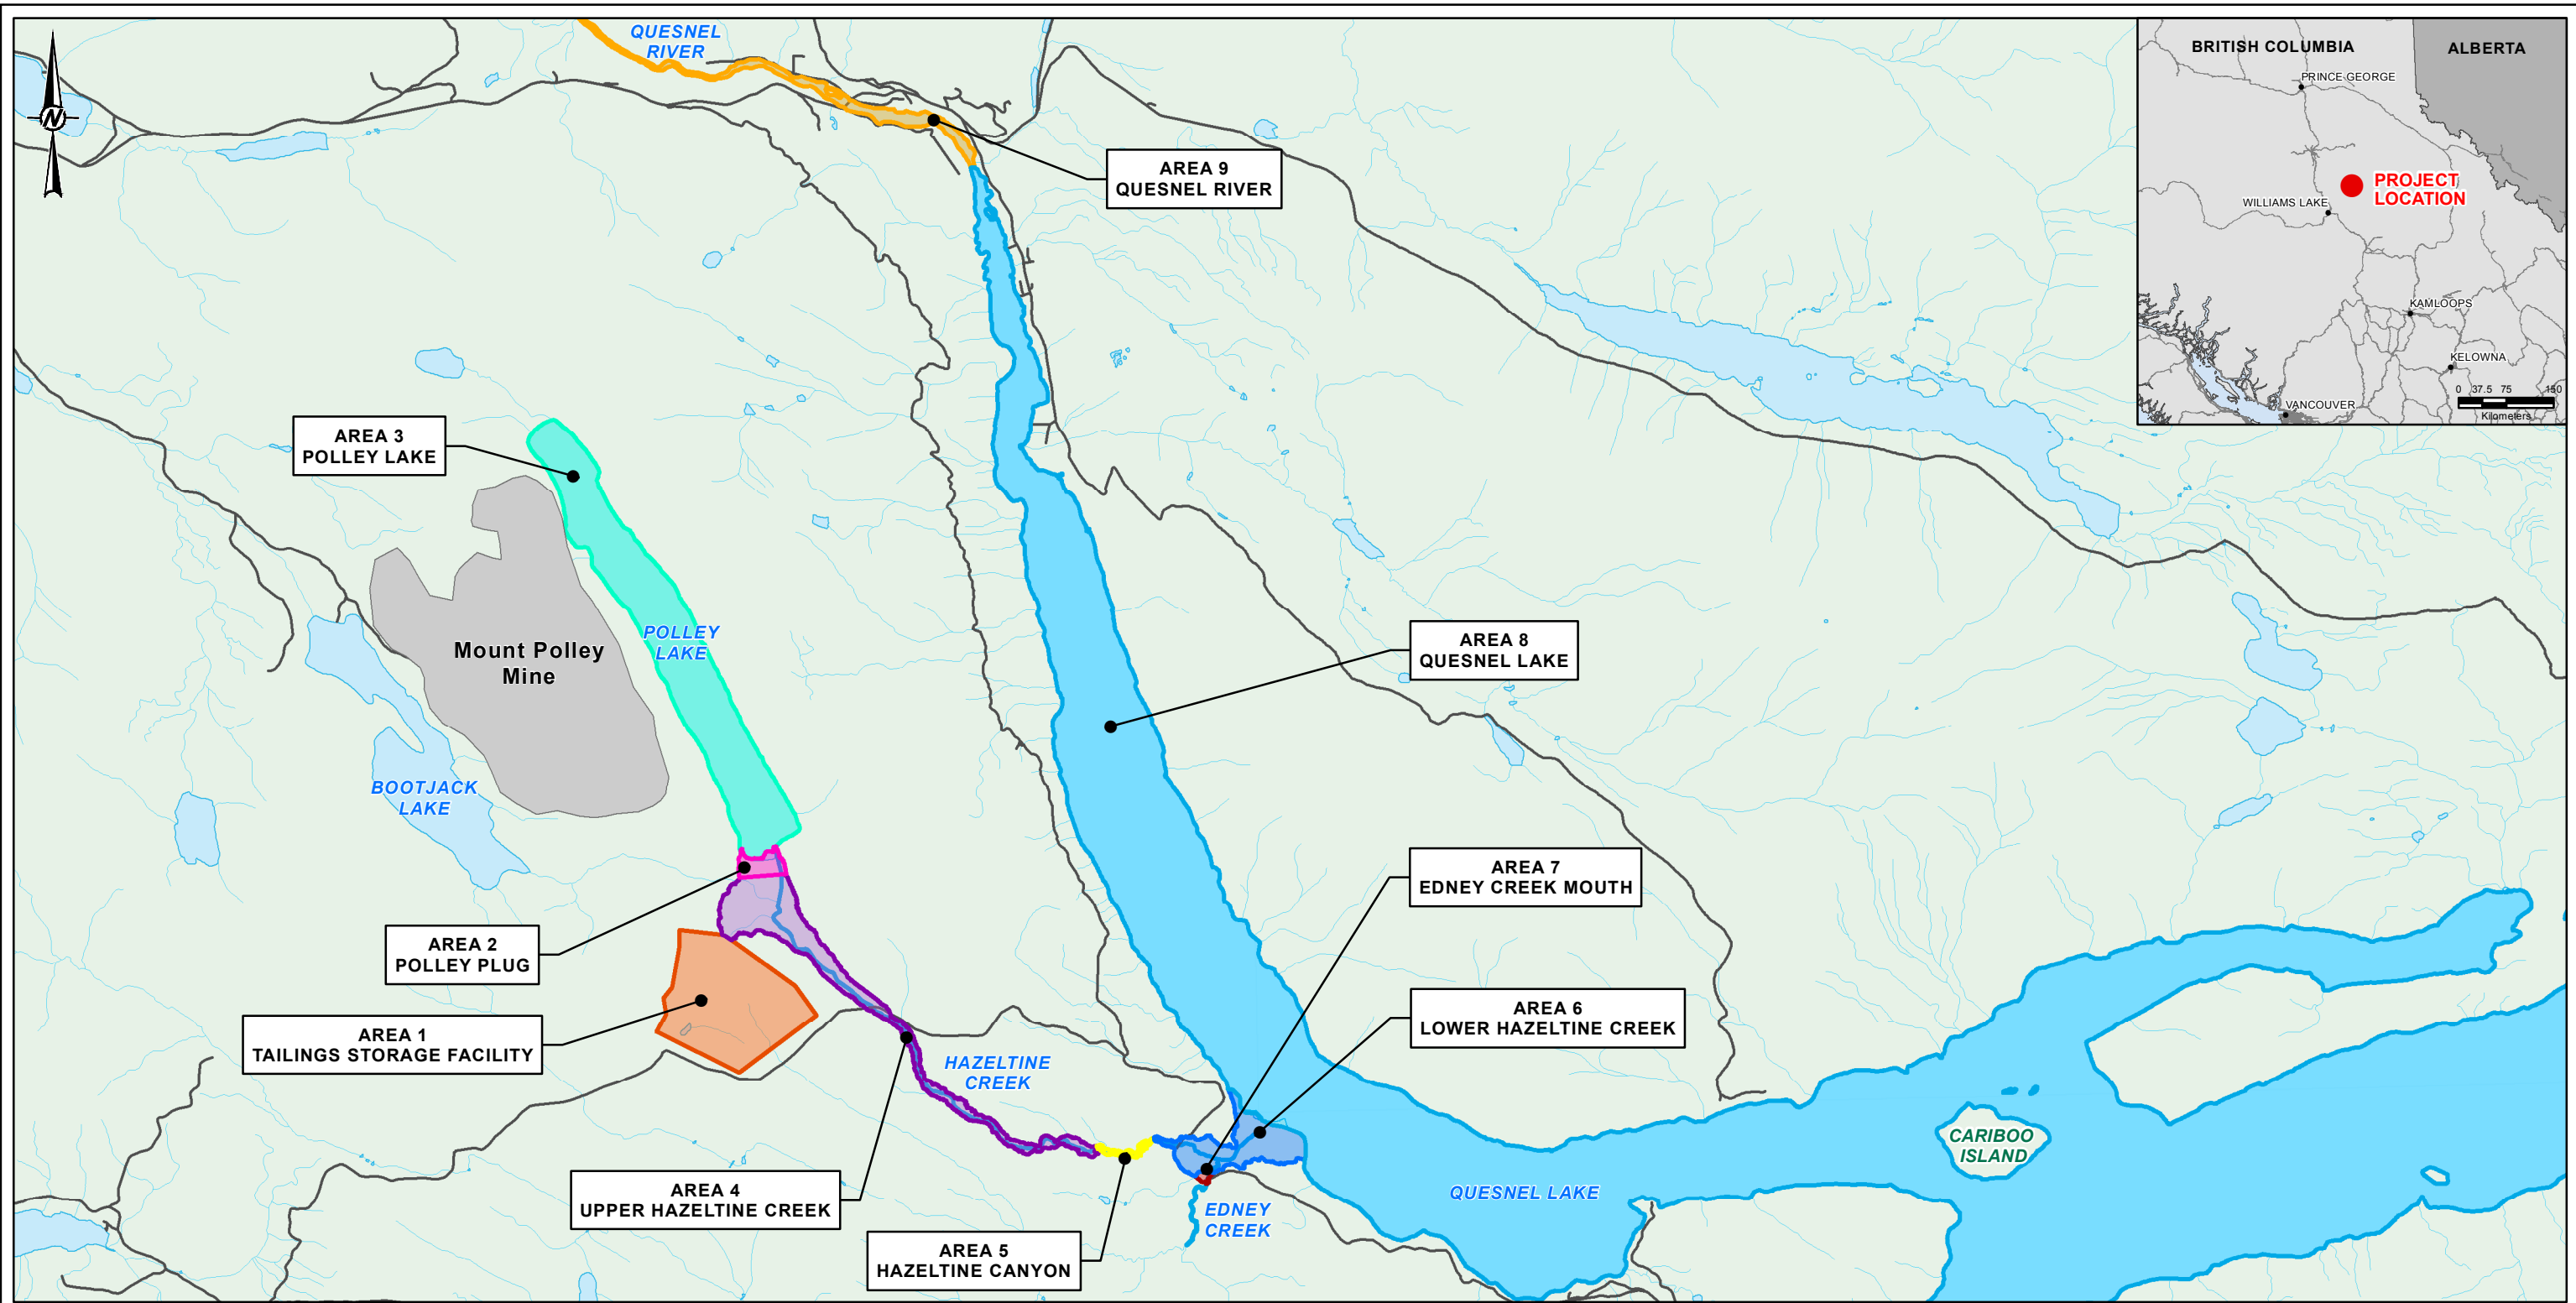 QUESNEL
RIVER
N
BRITISH COLUMBIA
ALBERTA
PRINCE GEORGE
PROJECT
LOCATION
WILLIAMS LAKE
KAMLOOPS
KELOWNA
0 37.5 75 150
Kilometers
VANCOUVER
AREA 9
QUESNEL RIVER
AREA 3
POLLEY LAKE
Mount Polley
Mine
POLLEY
LAKE
AREA 8
QUESNEL LAKE
BOOTJACK
LAKE
AREA 7
EDNEY CREEK MOUTH
AREA 2
POLLEY PLUG
AREA 6
LOWER HAZELTINE CREEK
AREA 1
TAILINGS STORAGE FACILITY
HAZELTINE
CREEK
CARIBOO
ISLAND
AREA 4
UPPER HAZELTINE CREEK
QUESNEL LAKE
EDNEY
CREEK
AREA 5
HAZELTINE CANYON